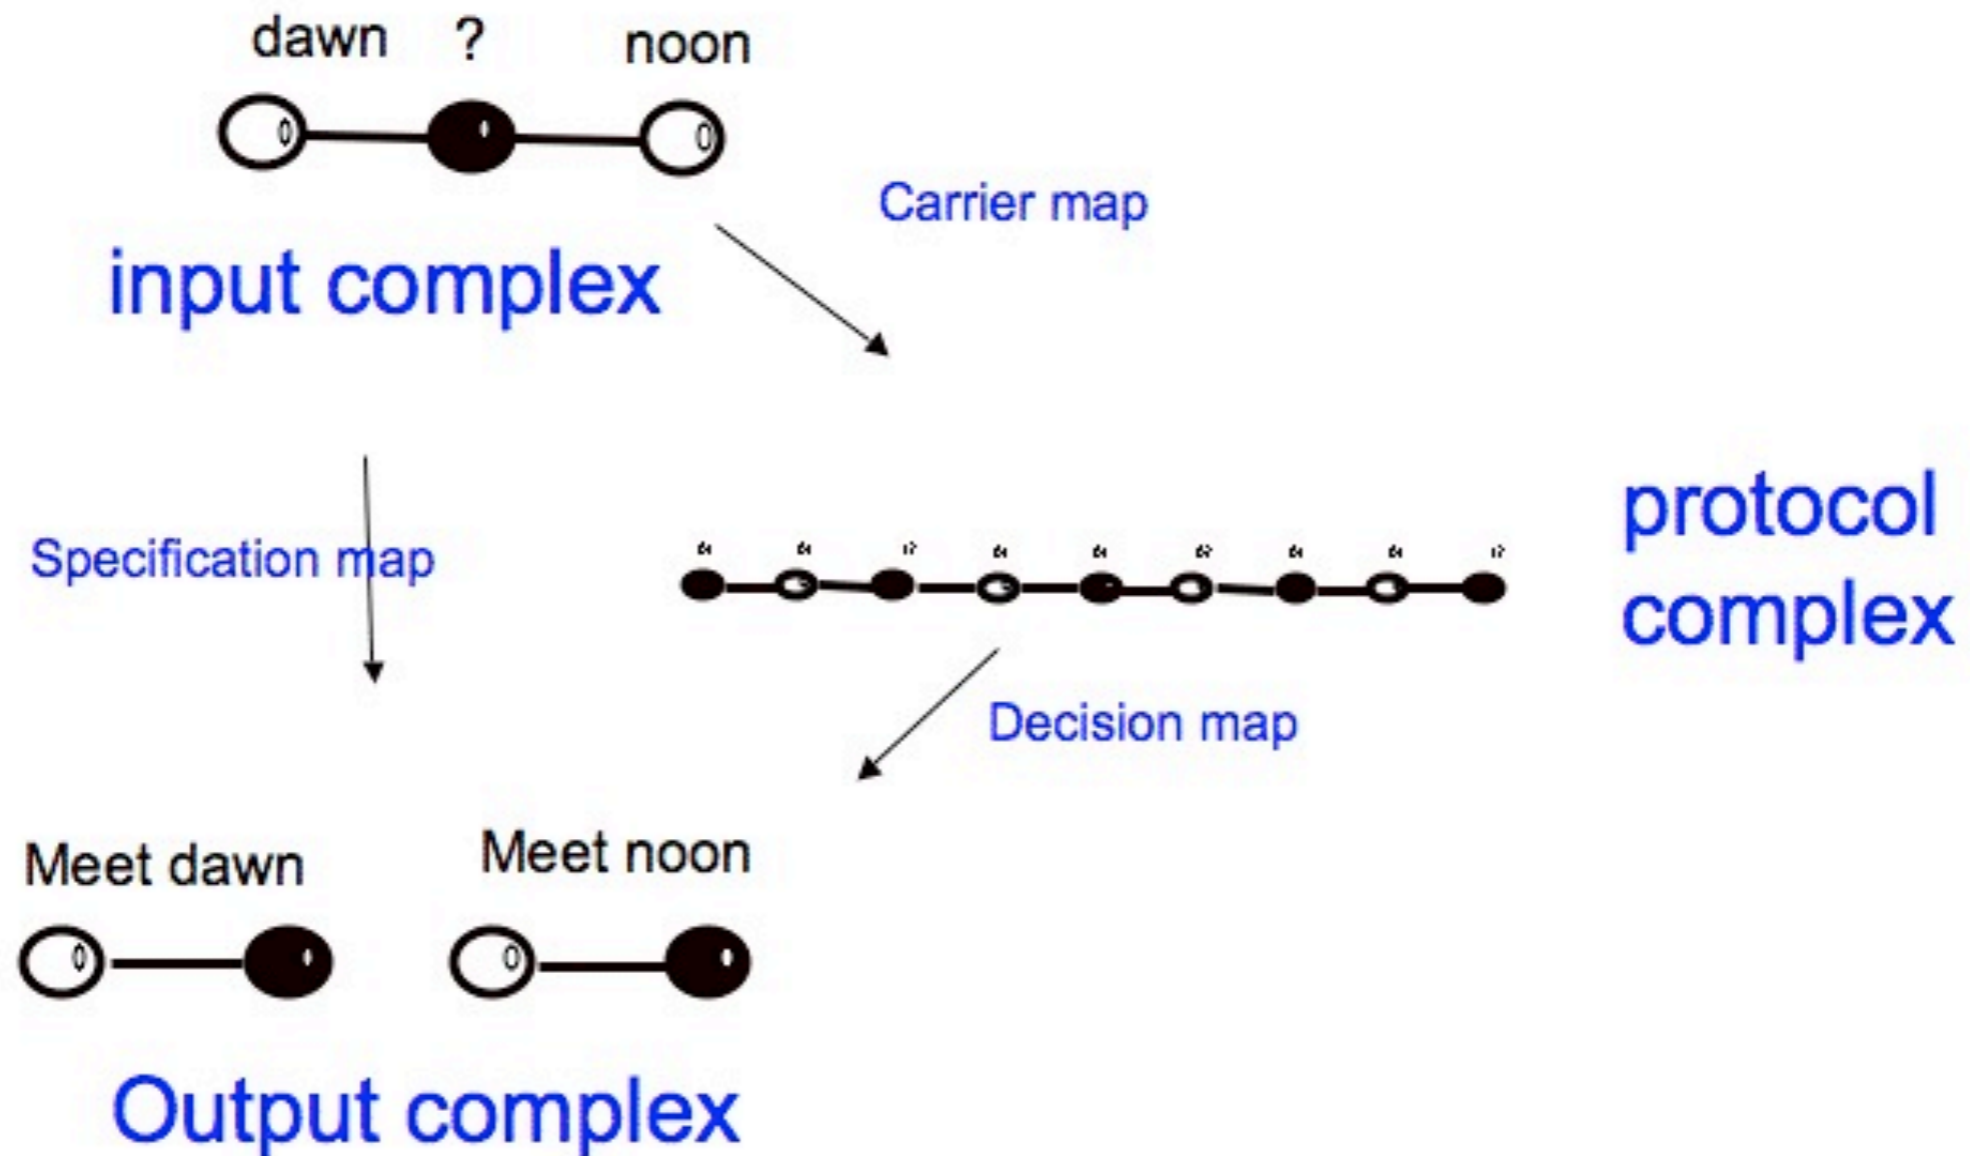 dawn ? noon
Carrier map
input complex
protocol
complex
Specification map
Decision map
Meet dawn Meet noon
Output complex